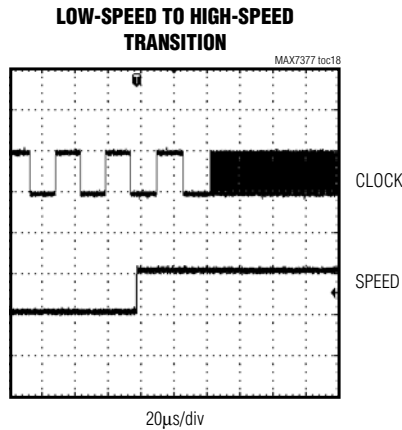 LOW-SPEED TO HIGH-SPEED
TRANSITION
MAX7377 toc18
CLOCK
SPEED
20µs/div